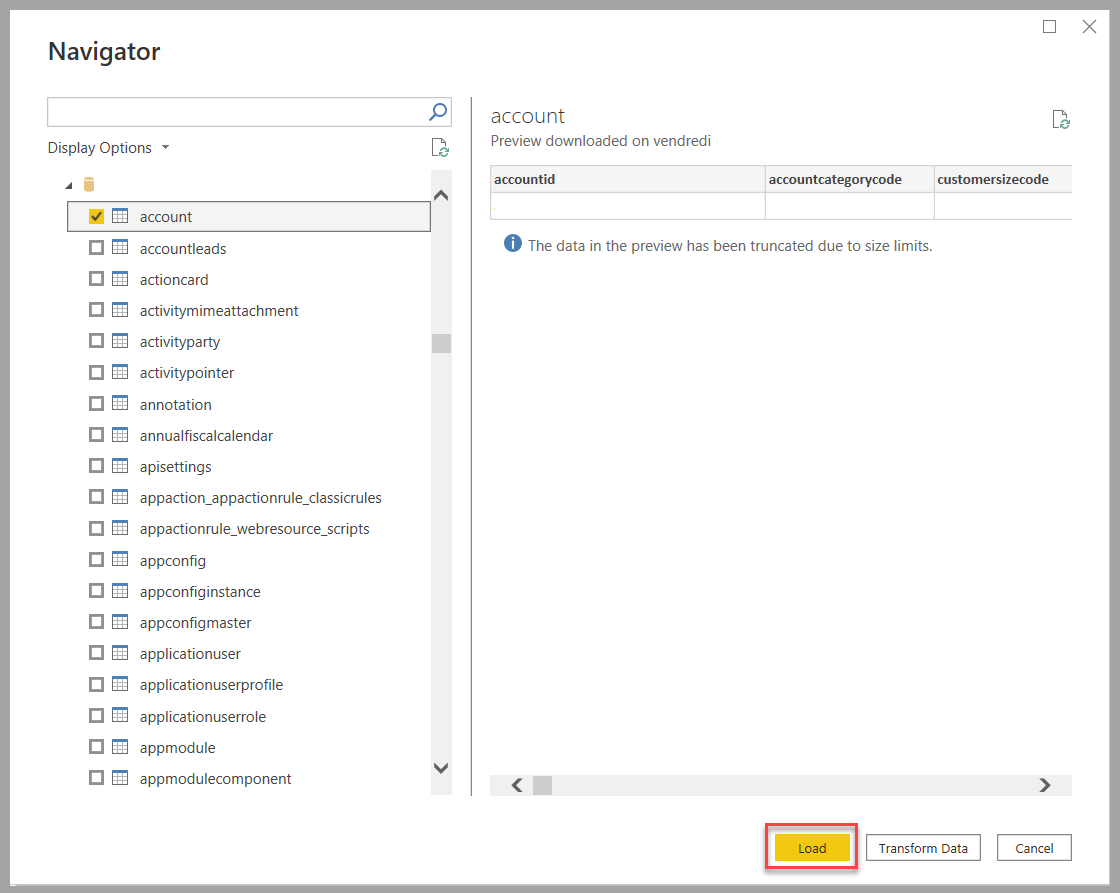 Navigator
Display Options
account
accountleads
actioncard
activitymimeattachment
activityparty
activitypointer
annotation
annualfiscalcalendar
apisettings
appaction_appactionrule_classicrules
appactionrule_webresource_scripts
appconfig
appconfiginstance
appconfigmaster
applicationuser
applicationuserprofile
applicationuserrole
appmodule
appmodulecomponent
account
Preview downloaded on vendredi
accountid accountcategorycode customersizecode
The data in the preview has been truncated due to size limits.
Load Transform Data Cancel